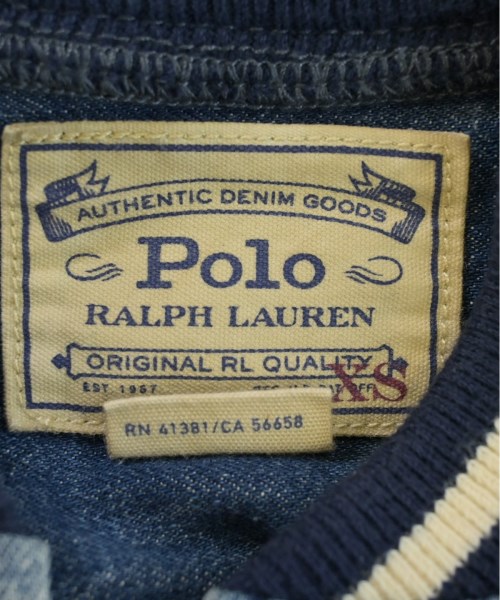 AUTHENTIC DENIM GOODS
Polo
RALPH LAUREN
ORIGINAL RL QUALITY
EST 1967
XS
RN 41381/CA 56658